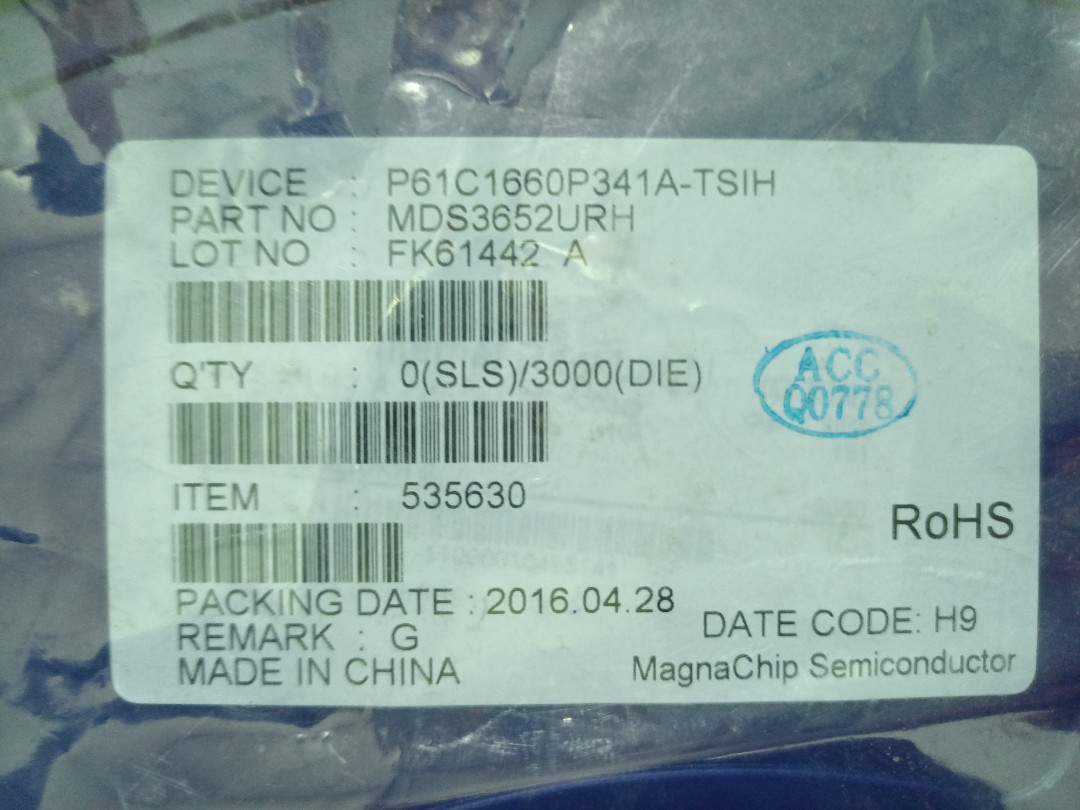 DEVICE : P61C1660P341A-TSIH
PART NO : MDS3652URH
LOT NO : FK61442 A
Q'TY : 0(SLS)/3000(DIE)
ACC
Q0778
ITEM : 535630
RoHS
PACKING DATE : 2016.04.28
DATE CODE: H9
REMARK : G
MADE IN CHINA
MagnaChip Semiconductor